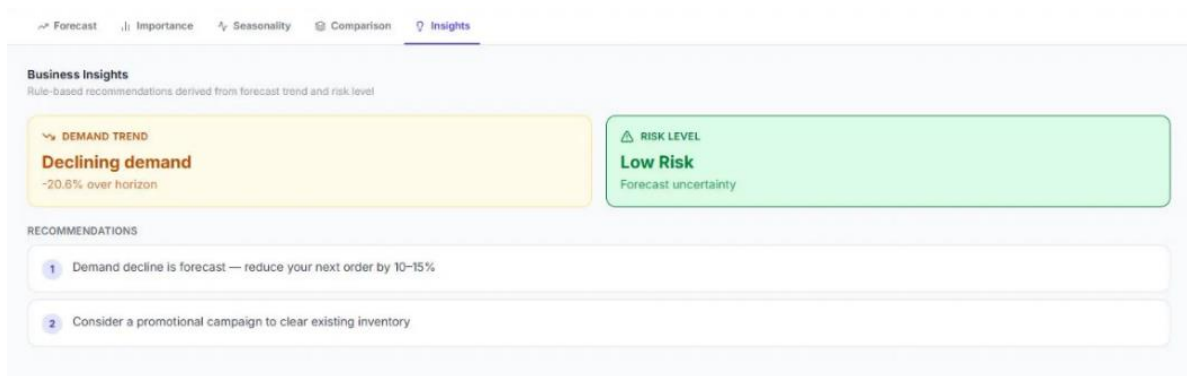 Forecast Importance Seasonality Comparison Insights
Business Insights
Rule-based recommendations derived from forecast trend and risk level
DEMAND TREND
Declining demand
-20.6% over horizon
RISK LEVEL
Low Risk
Forecast uncertainty
RECOMMENDATIONS
1 Demand decline is forecast — reduce your next order by 10–15%
2 Consider a promotional campaign to clear existing inventory